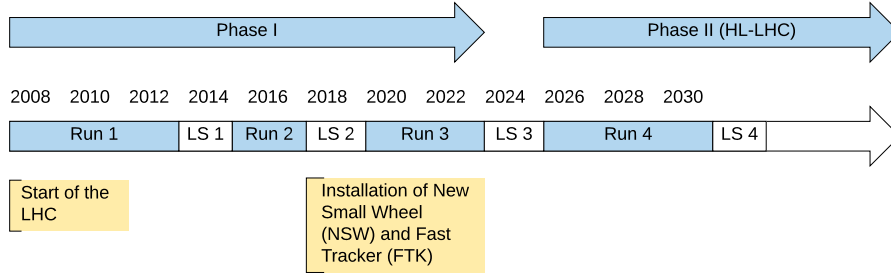 Phase I
Phase II (HL-LHC)
2008 2010 2012 2014 2016 2018 2020 2022 2024 2026 2028 2030
Run 1 LS 1 Run 2 LS 2 Run 3 LS 3 Run 4 LS 4
Start of the
LHC
Installation of New
Small Wheel
(NSW) and Fast
Tracker (FTK)